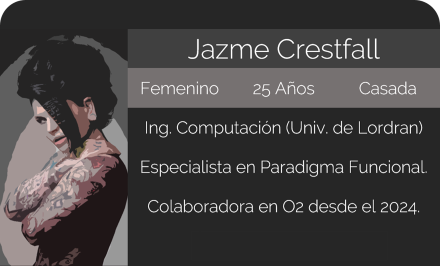 Jazme Crestfall
Femenino 25 Años Casada
Ing. Computación (Univ. de Lordran)
Especialista en Paradigma Funcional.
Colaboradora en O2 desde el 2024.